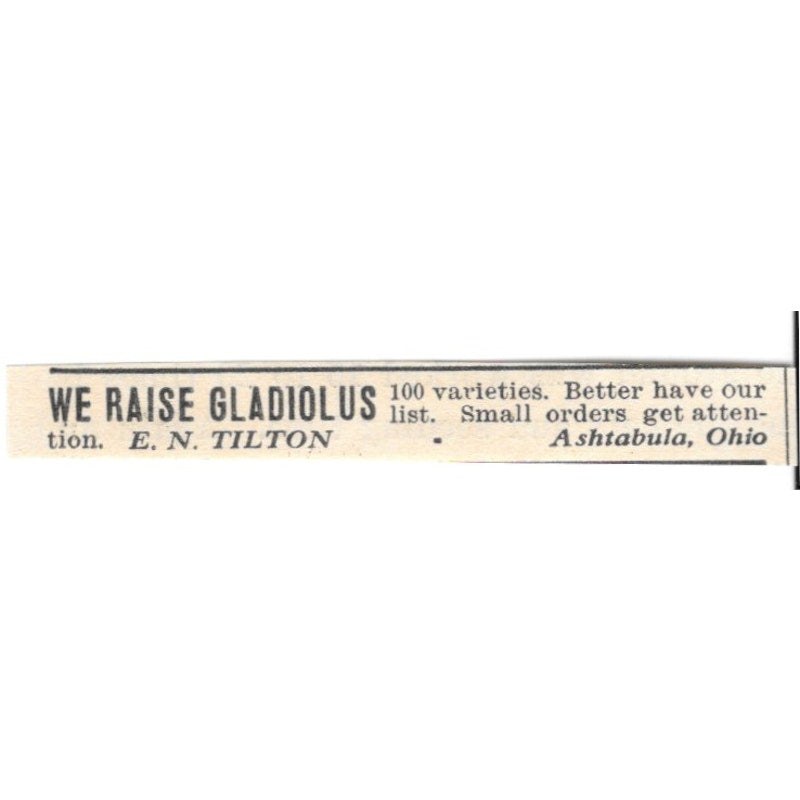 WE RAISE GLADIOLUS 100 varieties. Better have our
list. Small orders get atten-
tion. E. N. TILTON - Ashtabula, Ohio